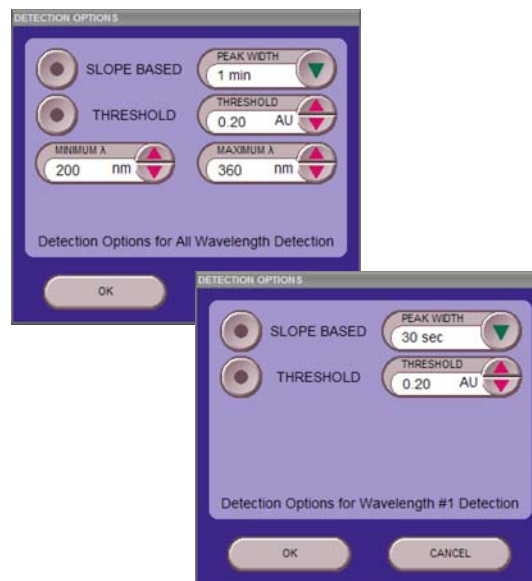 DETECTION OPTIONS
SLOPE BASED
PEAK WIDTH
1 min
THRESHOLD
THRESHOLD
0.20 AU
MINIMUM λ
200 nm
MAXIMUM λ
360 nm
Detection Options for All Wavelength Detection
OK
DETECTION OPTIONS
SLOPE BASED
PEAK WIDTH
30 sec
THRESHOLD
THRESHOLD
0.20 AU
Detection Options for Wavelength #1 Detection
OK
CANCEL